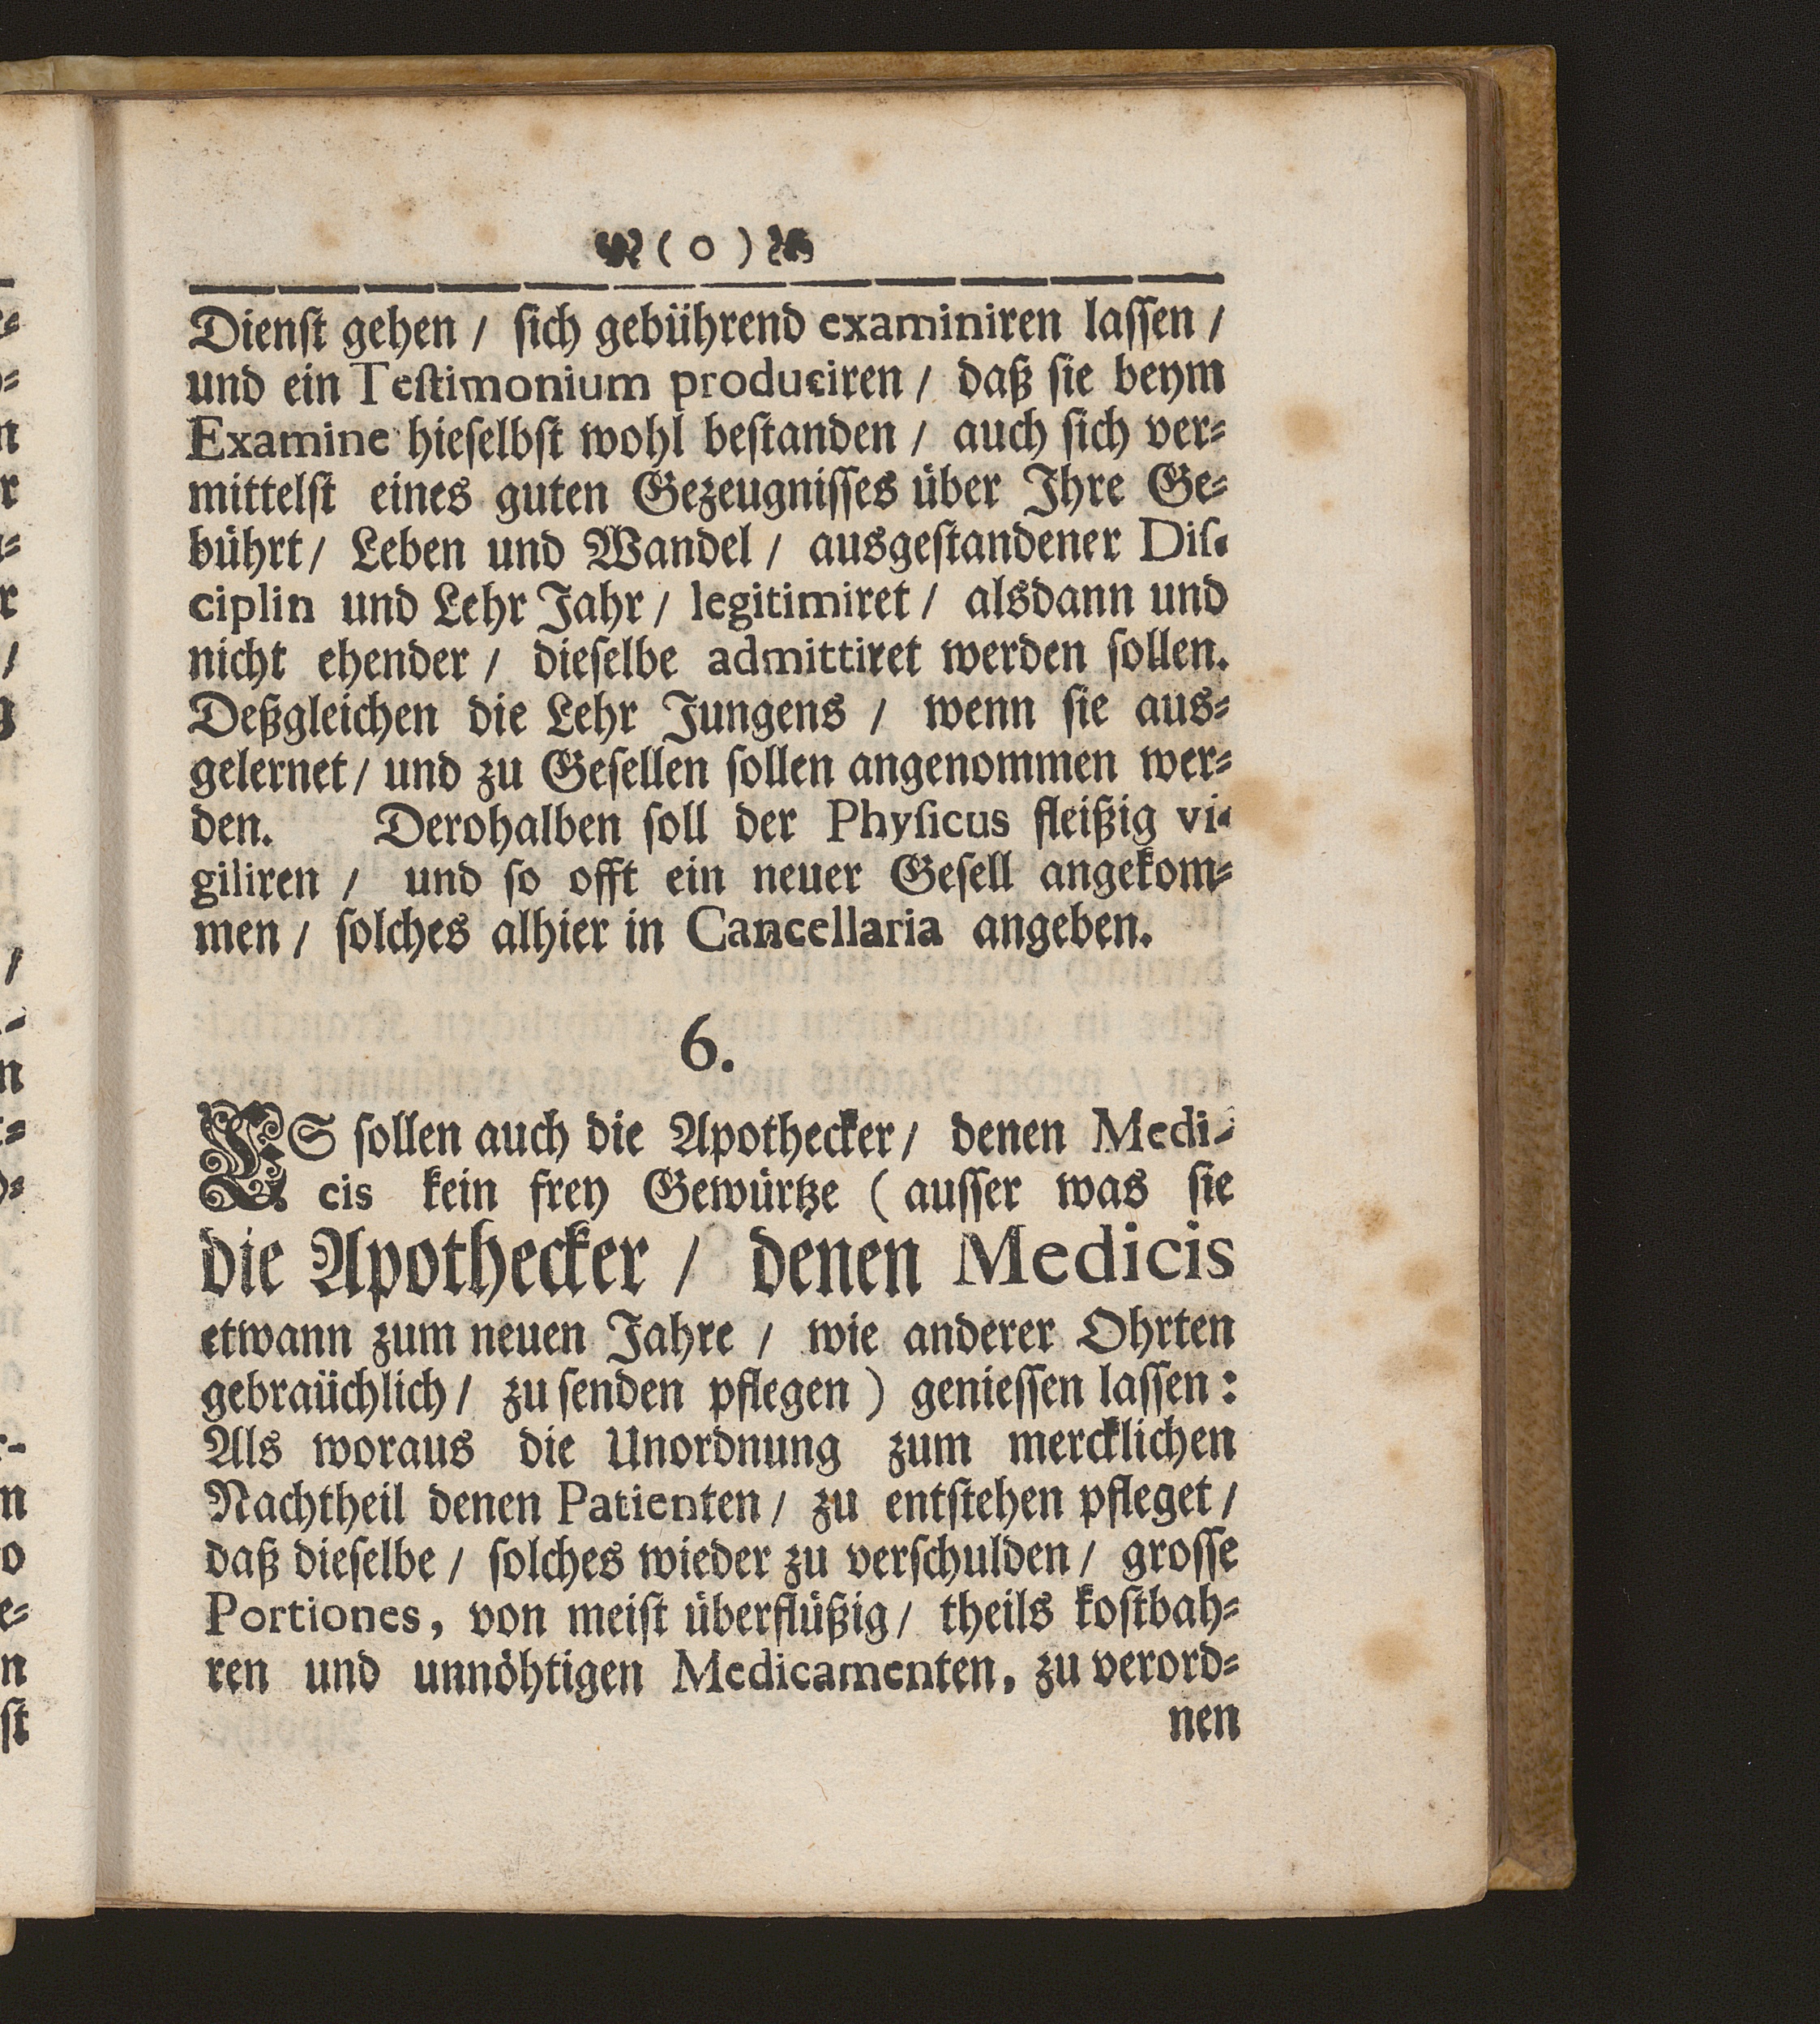 ( o )
Dienſt gehen / ſich gebührend examiniren laſſen /
und ein Teſtimonium produciren / daß ſie beym
Examine hieſelbſt wohl beſtanden / auch ſich ver⸗
mittelſt eines guten Gezeugniſſes über Ihre Ge⸗
bührt / Leben und Wandel / ausgeſtandener Diſ-
ciplin und Lehr Jahr / legitimiret / alsdann und
nicht ehender / dieſelbe admittiret werden ſollen.
Deßgleichen die Lehr Jungens / wenn ſie aus⸗
gelernet / und zu Geſellen ſollen angenommen wer⸗
den. Derohalben ſoll der Phyſicus fleißig vi-
giliren / und ſo offt ein neuer Geſell angekom⸗
men / ſolches alhier in Cancellaria angeben.
6.
ES ſollen auch die Apothecker / denen Medi-
cis kein frey Gewürtze ( auſſer was ſie
die Apothecker / denen Medicis
etwann zum neuen Jahre / wie anderer Ohrten
gebraüchlich / zu ſenden pflegen ) genieſſen laſſen :
Als woraus die Unordnung zum mercklichen
Nachtheil denen Patienten / zu entſtehen pfleget /
daß dieſelbe / ſolches wieder zu verſchulden / groſſe
Portiones, von meiſt überflüßig / theils koſtbah⸗
ren und unnöhtigen Medicamenten, zu verord⸗
nen